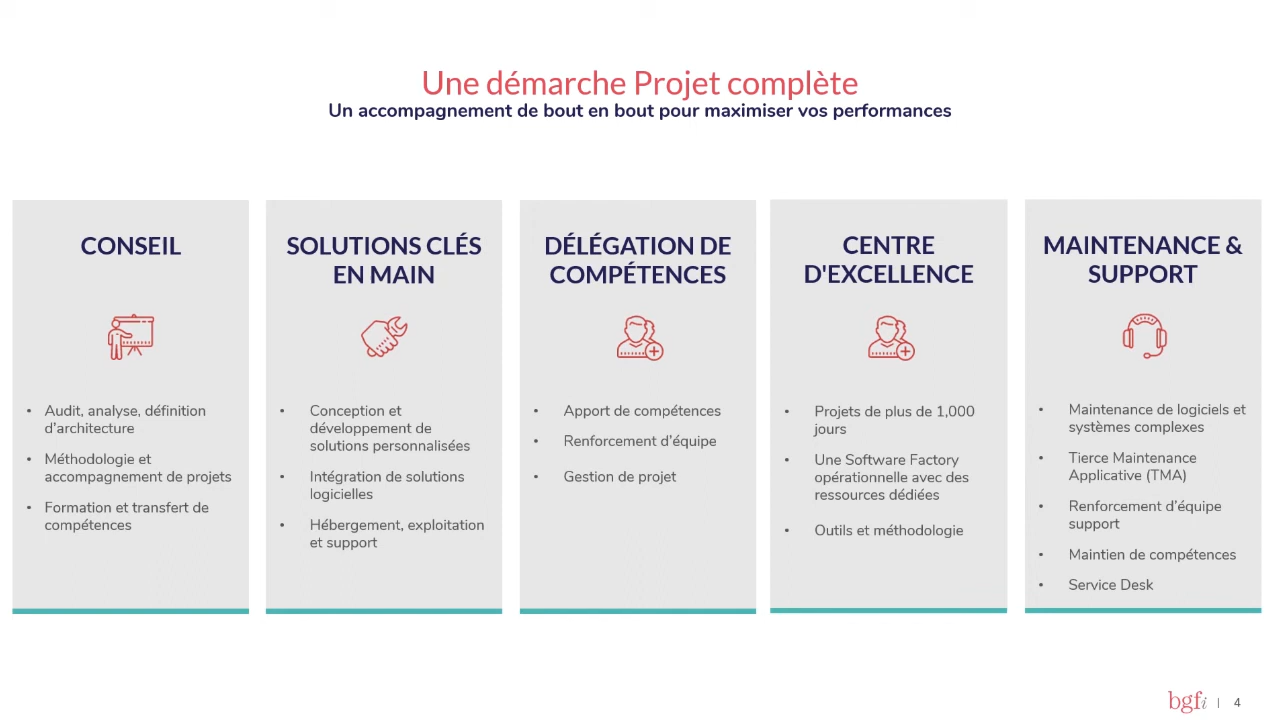 Une démarche Projet complète
Un accompagnement de bout en bout pour maximiser vos performances
CONSEIL
• Audit, analyse, définition
d'architecture
• Méthodologie et
accompagnement de projets
• Formation et transfert de
compétences
SOLUTIONS CLÉS
EN MAIN
• Conception et
développement de
solutions personnalisées
• Intégration de solutions
logicielles
• Hébergement, exploitation
et support
DÉLÉGATION DE
COMPÉTENCES
• Apport de compétences
• Renforcement d'équipe
• Gestion de projet
CENTRE
D'EXCELLENCE
• Projets de plus de 1,000
jours
• Une Software Factory
opérationnelle avec des
ressources dédiées
• Outils et méthodologie
MAINTENANCE &
SUPPORT
• Maintenance de logiciels et
systèmes complexes
• Tierce Maintenance
Applicative (TMA)
• Renforcement d'équipe
support
• Maintien de compétences
• Service Desk
bgfi | 4